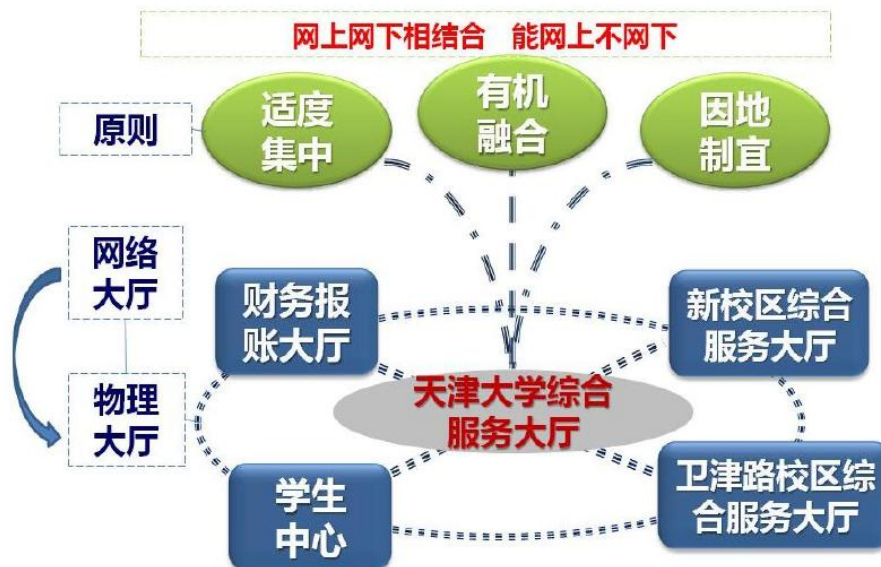 网上网下相结合 能网上不网下
原则
适度
集中
有机
融合
因地
制宜
网络
大厅
物理
大厅
财务报
账大厅
新校区综合
服务大厅
天津大学综合
服务大厅
学生
中心
卫津路校区综
合服务大厅